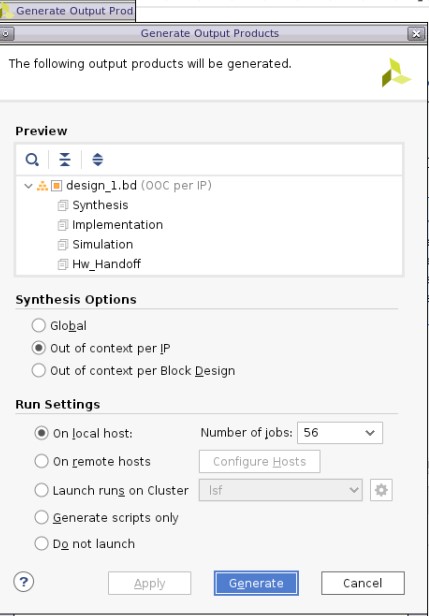 Generate Output Prod
Generate Output Products
The following output products will be generated.
Preview
design_1.bd (OOC per IP)
Synthesis
Implementation
Simulation
Hw_Handoff
Synthesis Options
Global
Out of context per IP
Out of context per Block Design
Run Settings
On local host: Number of jobs: 56
On remote hosts Configure Hosts
Launch runs on Cluster lsf
Generate scripts only
Do not launch
? Apply Generate Cancel